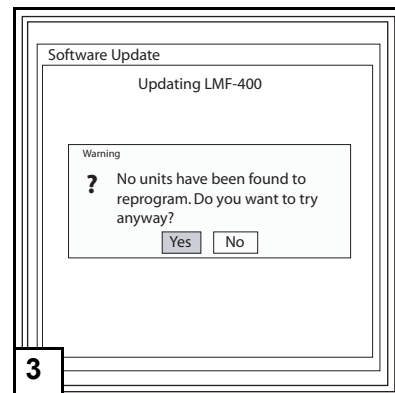 Software Update
Updating LMF-400
Warning
? No units have been found to
reprogram. Do you want to try
anyway?
Yes No
3